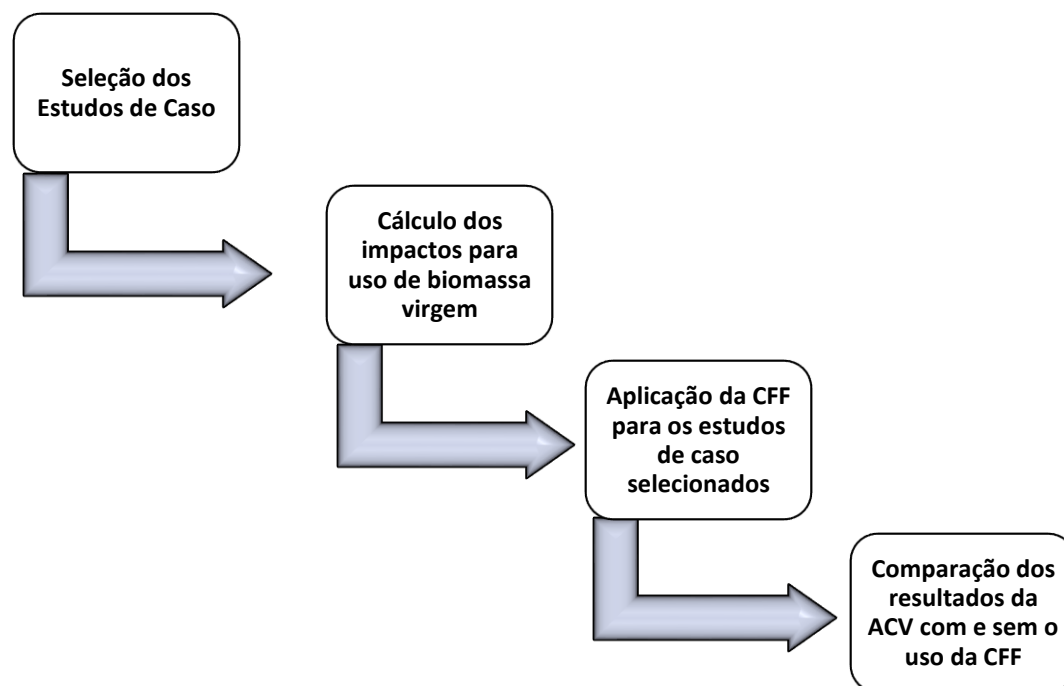 Seleção dos
Estudos de Caso
Cálculo dos
impactos para
uso de biomassa
virgem
Aplicação da CFF
para os estudos
de caso
selecionados
Comparação dos
resultados da
ACV com e sem o
uso da CFF